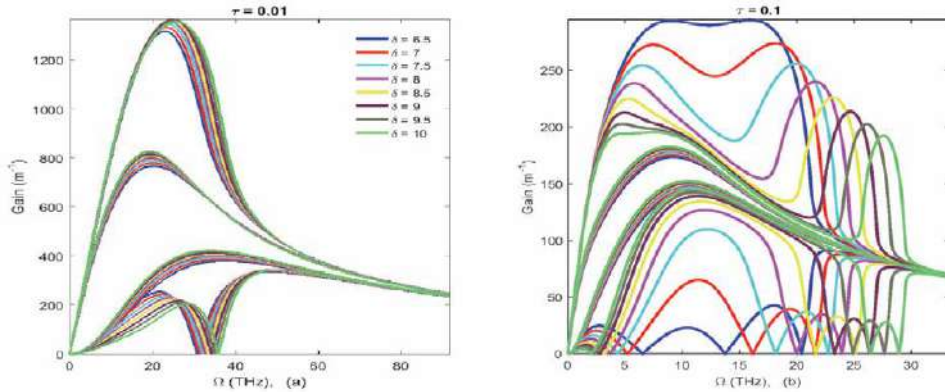 τ = 0.01
1200
1000
800
600
400
200
0
Gain (m⁻¹)
δ = 6.5
δ = 7
δ = 7.5
δ = 8
δ = 8.5
δ = 9
δ = 9.5
δ = 10
0 20 40 60 80
Ω (THz), (a)
τ = 0.1
250
200
150
100
50
0
Gain (m⁻¹)
0 5 10 15 20 25 30
Ω (THz), (b)